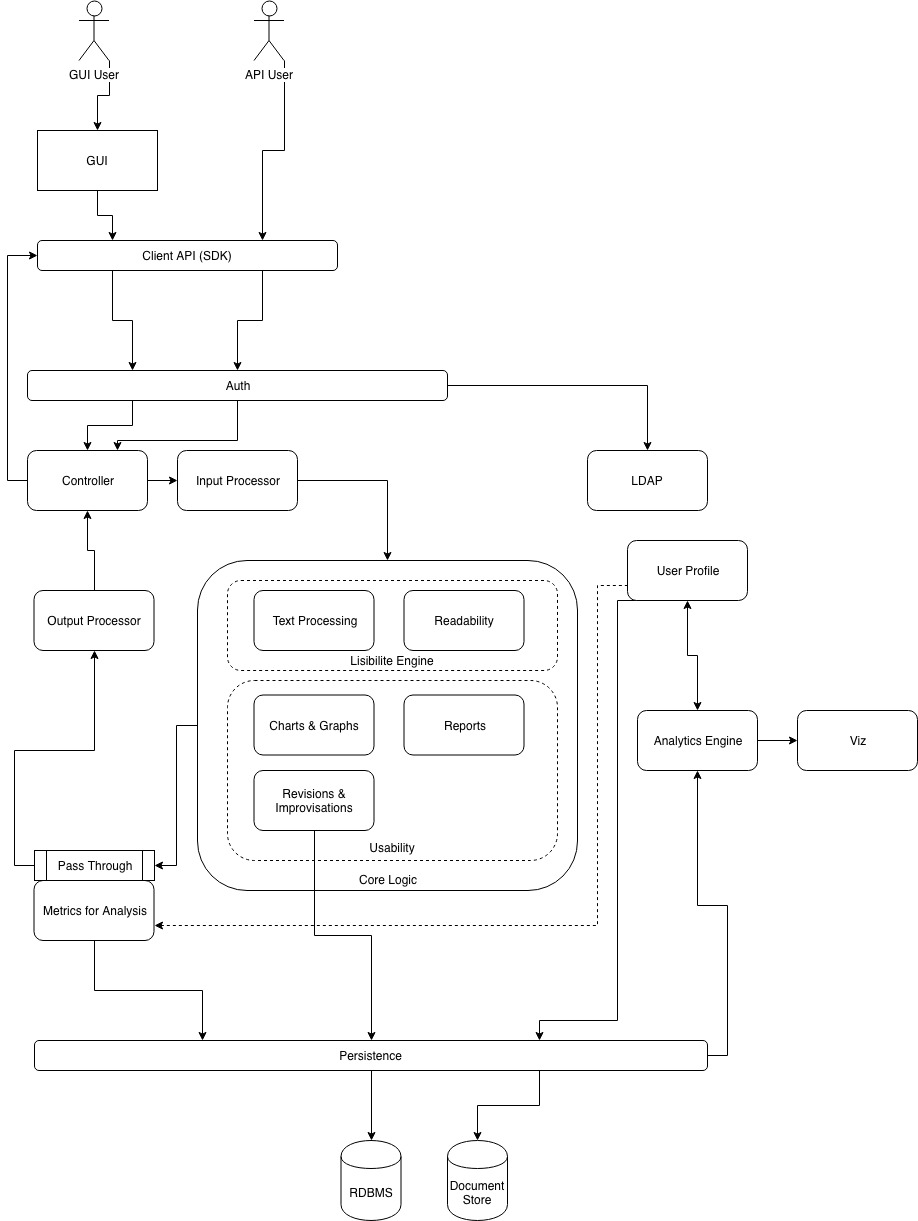 GUI User
API User
GUI
Client API (SDK)
Auth
Controller
Input Processor
LDAP
User Profile
Output Processor
Text Processing
Readability
Lisibilite Engine
Charts & Graphs
Reports
Analytics Engine
Viz
Revisions &
Improvisations
Usability
Pass Through
Core Logic
Metrics for Analysis
Persistence
RDBMS
Document
Store